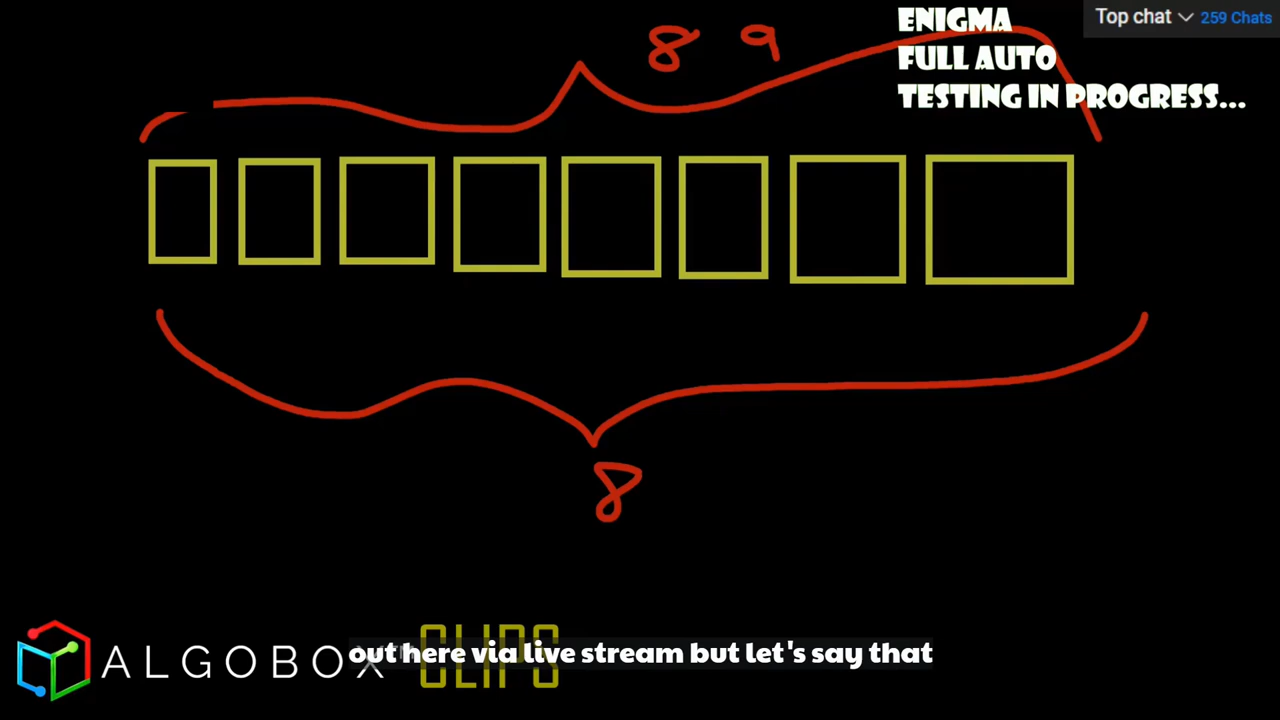 Top chat 259 Chats
ENIGMA
FULL AUTO
TESTING IN PROGRESS...
8 9
8
ALGOBOX CLIPS
out here via live stream but let's say that